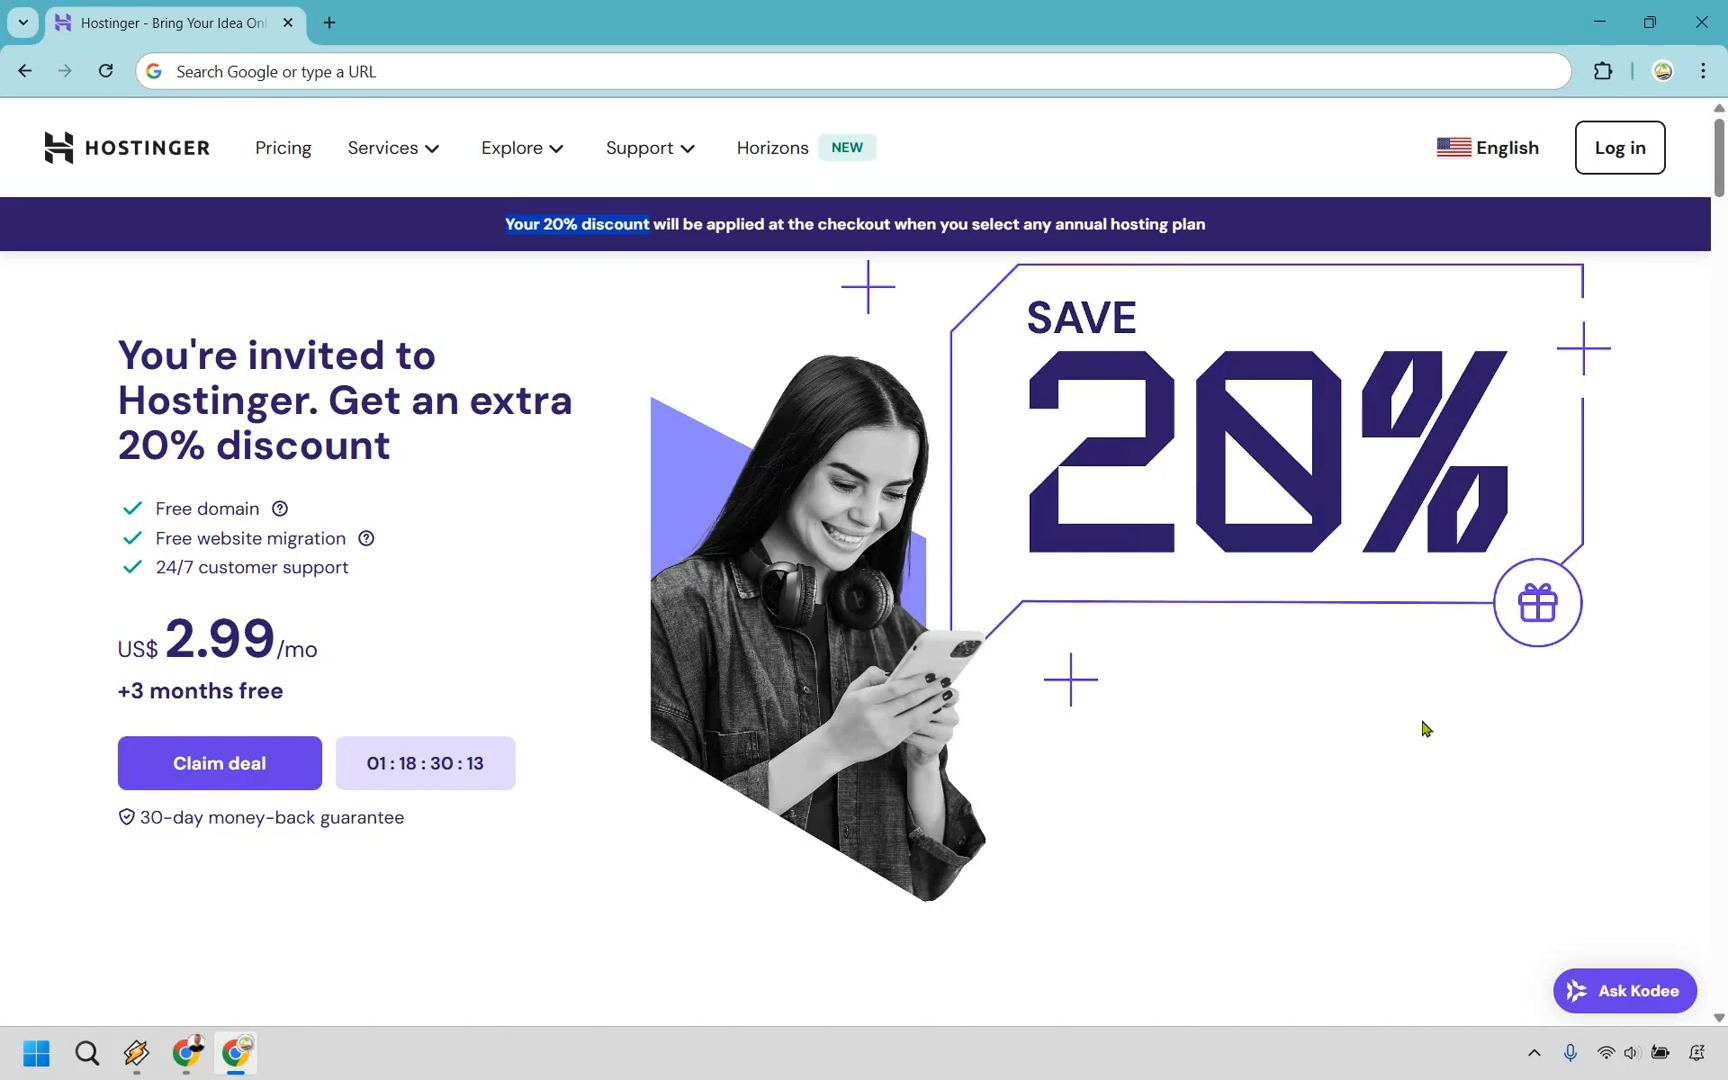 Hostinger - Bring Your Idea Onl
Search Google or type a URL
HOSTINGER
Pricing
Services
Explore
Support
Horizons
NEW
English
Log in
Your 20% discount will be applied at the checkout when you select any annual hosting plan
You're invited to
Hostinger. Get an extra
20% discount
Free domain
Free website migration
24/7 customer support
US$ 2.99/mo
+3 months free
Claim deal
01 : 18 : 30 : 13
30-day money-back guarantee
SAVE
20%
Ask Kodee